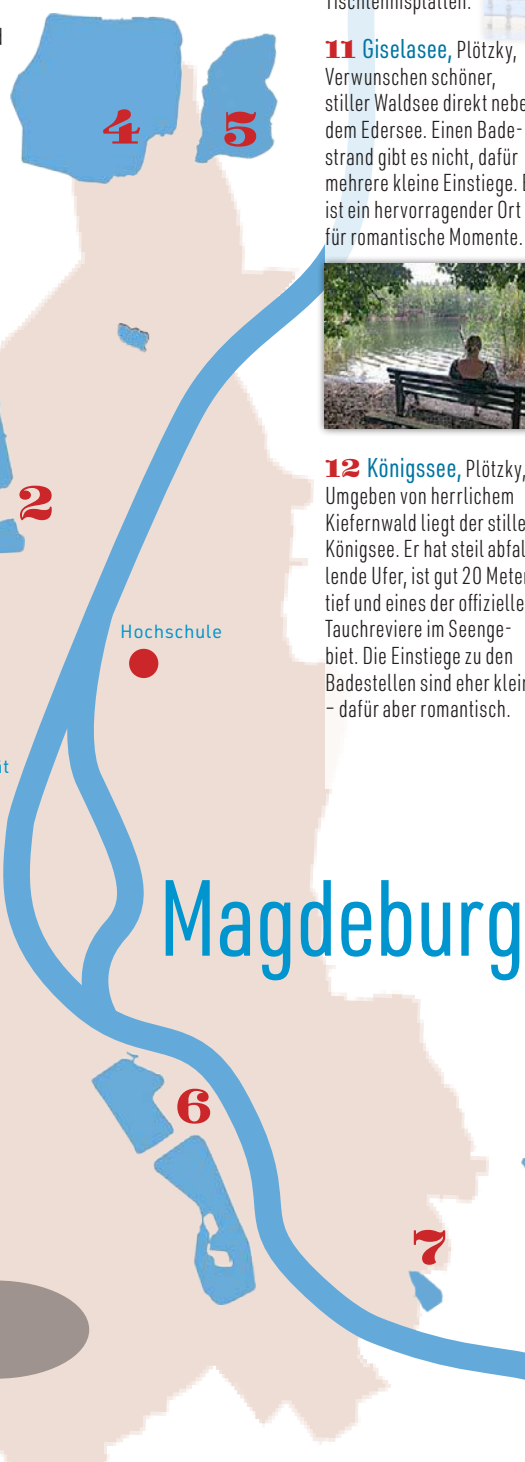 Tischtennisplatten.
4
5
11 Giselasee, Plötzky,
Verwunschen schöner,
stiller Waldsee direkt nebe
dem Edersee. Einen Bade-
strand gibt es nicht, dafür
mehrere kleine Einstiege. E
ist ein hervorragender Ort
für romantische Momente.
2
12 Königssee, Plötzky,
Umgeben von herrlichem
Kiefernwald liegt der stille
Königsee. Er hat steil abfal
lende Ufer, ist gut 20 Meter
tief und eines der offizielle
Tauchreviere im Seenge-
biet. Die Einstiege zu den
Badestellen sind eher klein
– dafür aber romantisch.
Hochschule
Magdeburg
6
7